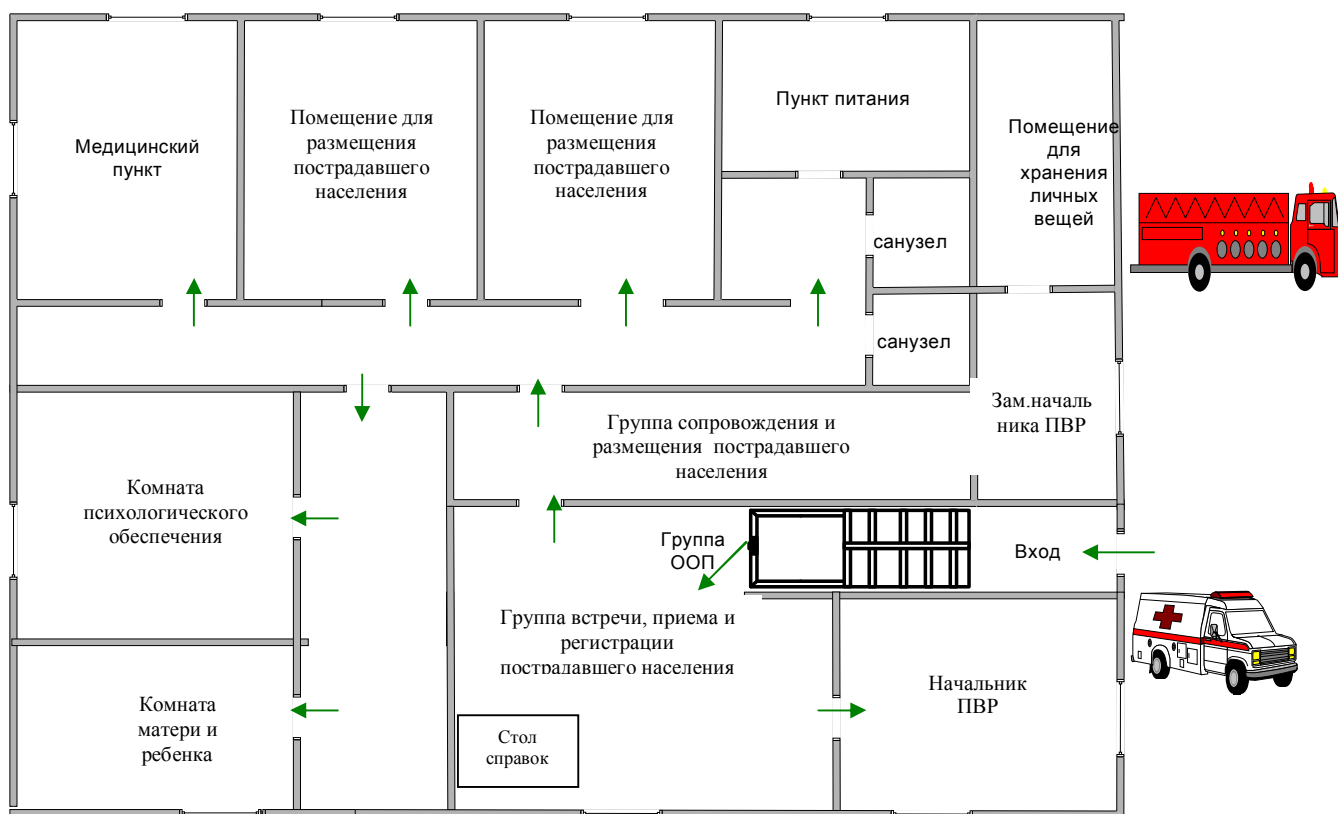 Медицинский
пункт
Помещение для
размещения
пострадавшего
населения
Помещение для
размещения
пострадавшего
населения
Пункт питания
Помещение
для
хранения
личных
вещей
санузел
санузел
Зам.началь
ника ПВР
Группа сопровождения и
размещения пострадавшего
населения
Комната
психологического
обеспечения
Группа
ООП
Вход
Группа встречи, приема и
регистрации
пострадавшего населения
Начальник
ПВР
Комната
матери и
ребенка
Стол
справок